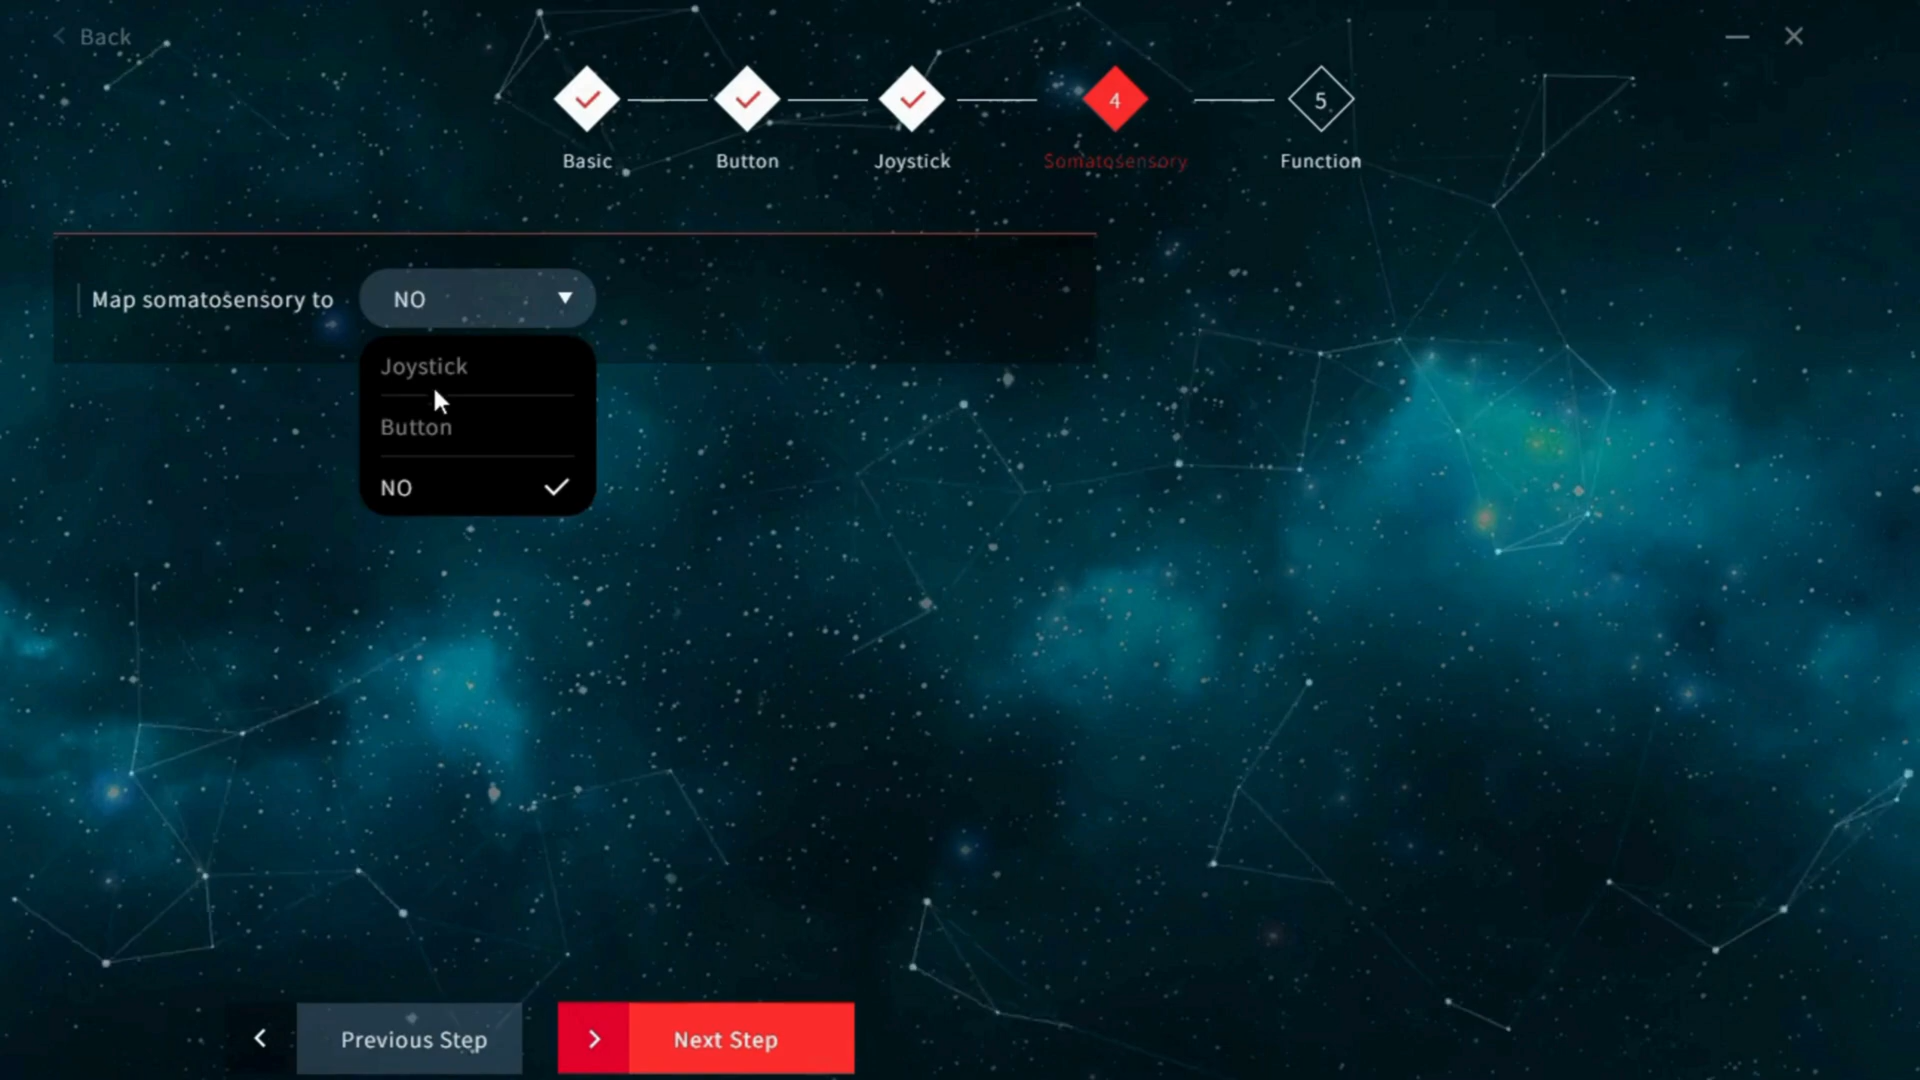 Back
4
5
Basic
Button
Joystick
Somatosensory
Function
Map somatosensory to
NO
Joystick
Button
NO
Previous Step
Next Step